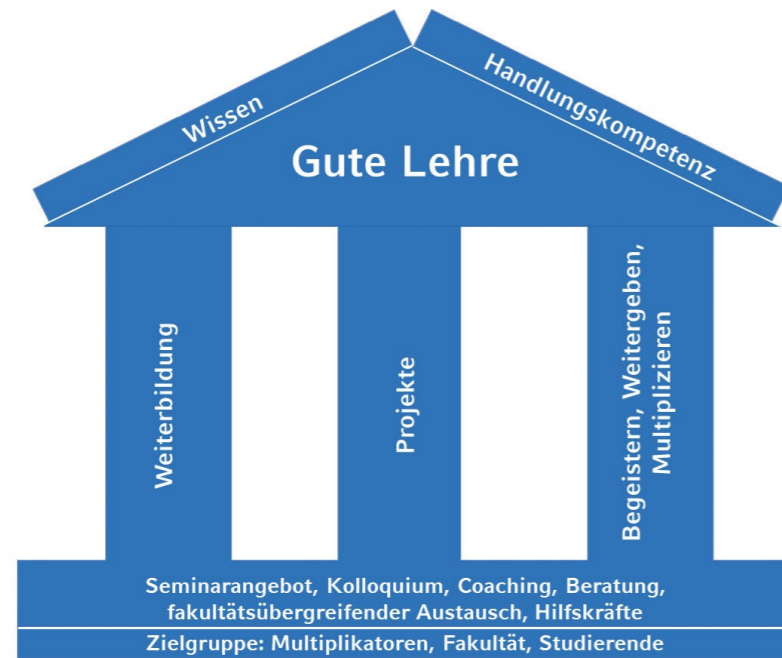 Wissen
Handlungskompetenz
Gute Lehre
Weiterbildung
Projekte
Begeistern, Weitergeben,
Multiplizieren
Seminarangebot, Kolloquium, Coaching, Beratung,
fakultätsübergreifender Austausch, Hilfskräfte
Zielgruppe: Multiplikatoren, Fakultät, Studierende